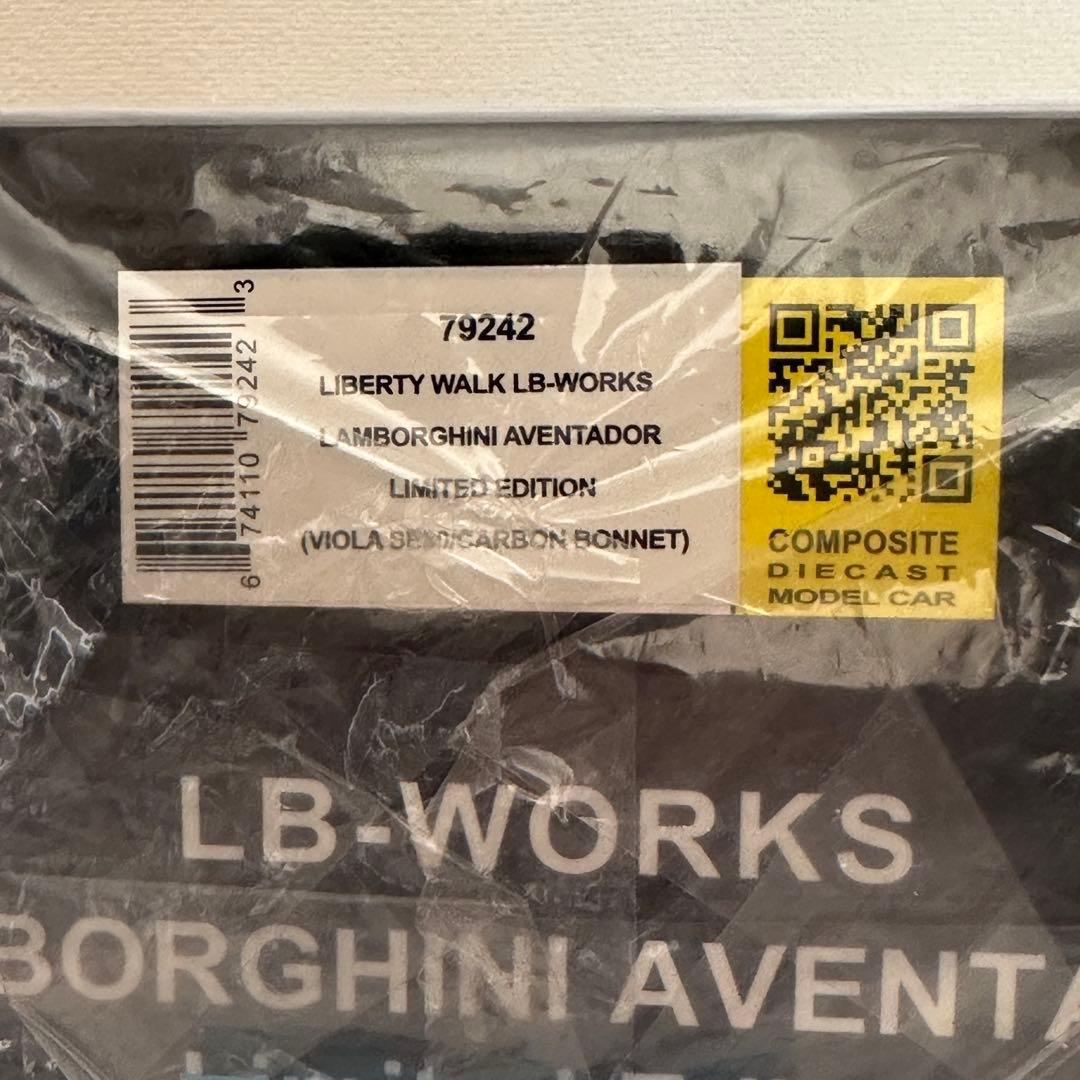 6 74110 79242 3
79242
LIBERTY WALK LB-WORKS
LAMBORGHINI AVENTADOR
LIMITED EDITION
(VIOLA SEMI/CARBON BONNET)
COMPOSITE
DIECAST
MODEL CAR
LB-WORKS
BORGHINI AVENTA